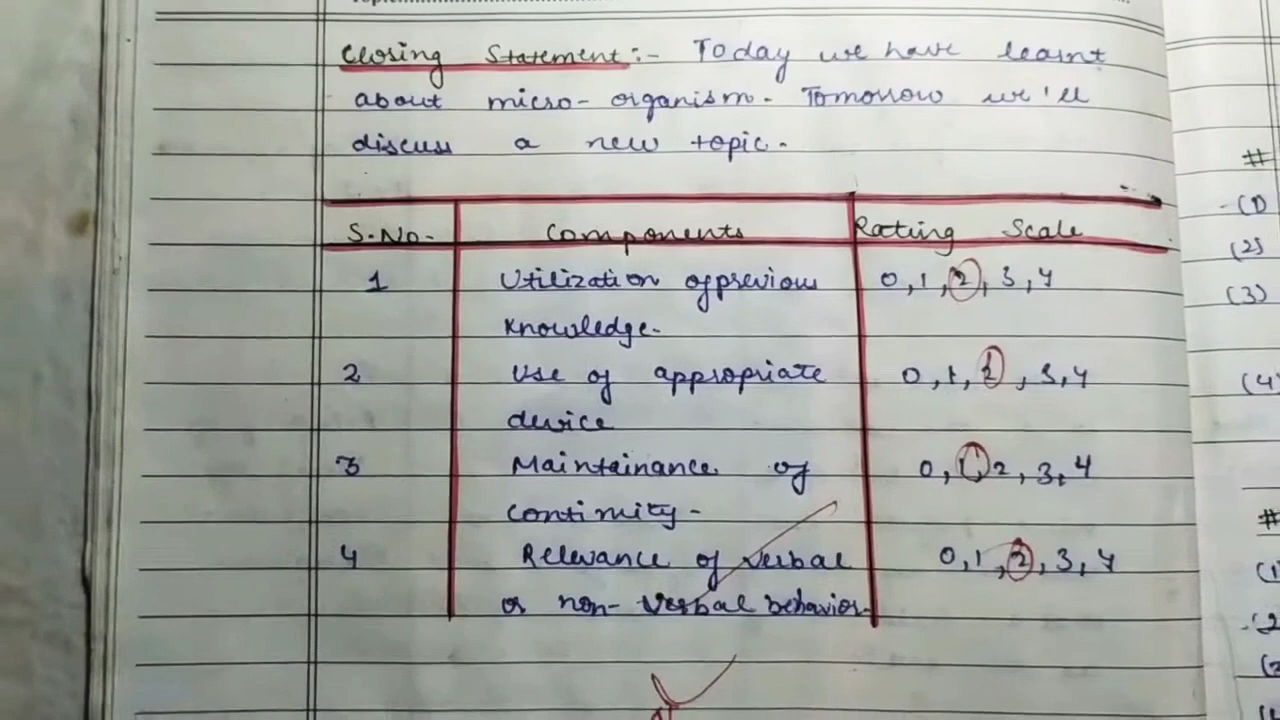 Closing Statement:- Today we have learnt
about micro-organism. Tomorrow we'll
discuss a new topic.
S.No. Components Rating Scale
1 Utilization of previous 0, 1, 2, 3, 4
knowledge.
2 Use of appropriate 0, 1, 2, 3, 4
device
3 Maintainance of 0, 1, 2, 3, 4
continuity.
4 Relevance of verbal 0, 1, 2, 3, 4
or non-verbal behavior.
#
(1)
(2)
(3)
(4)
#
(1)
(2)